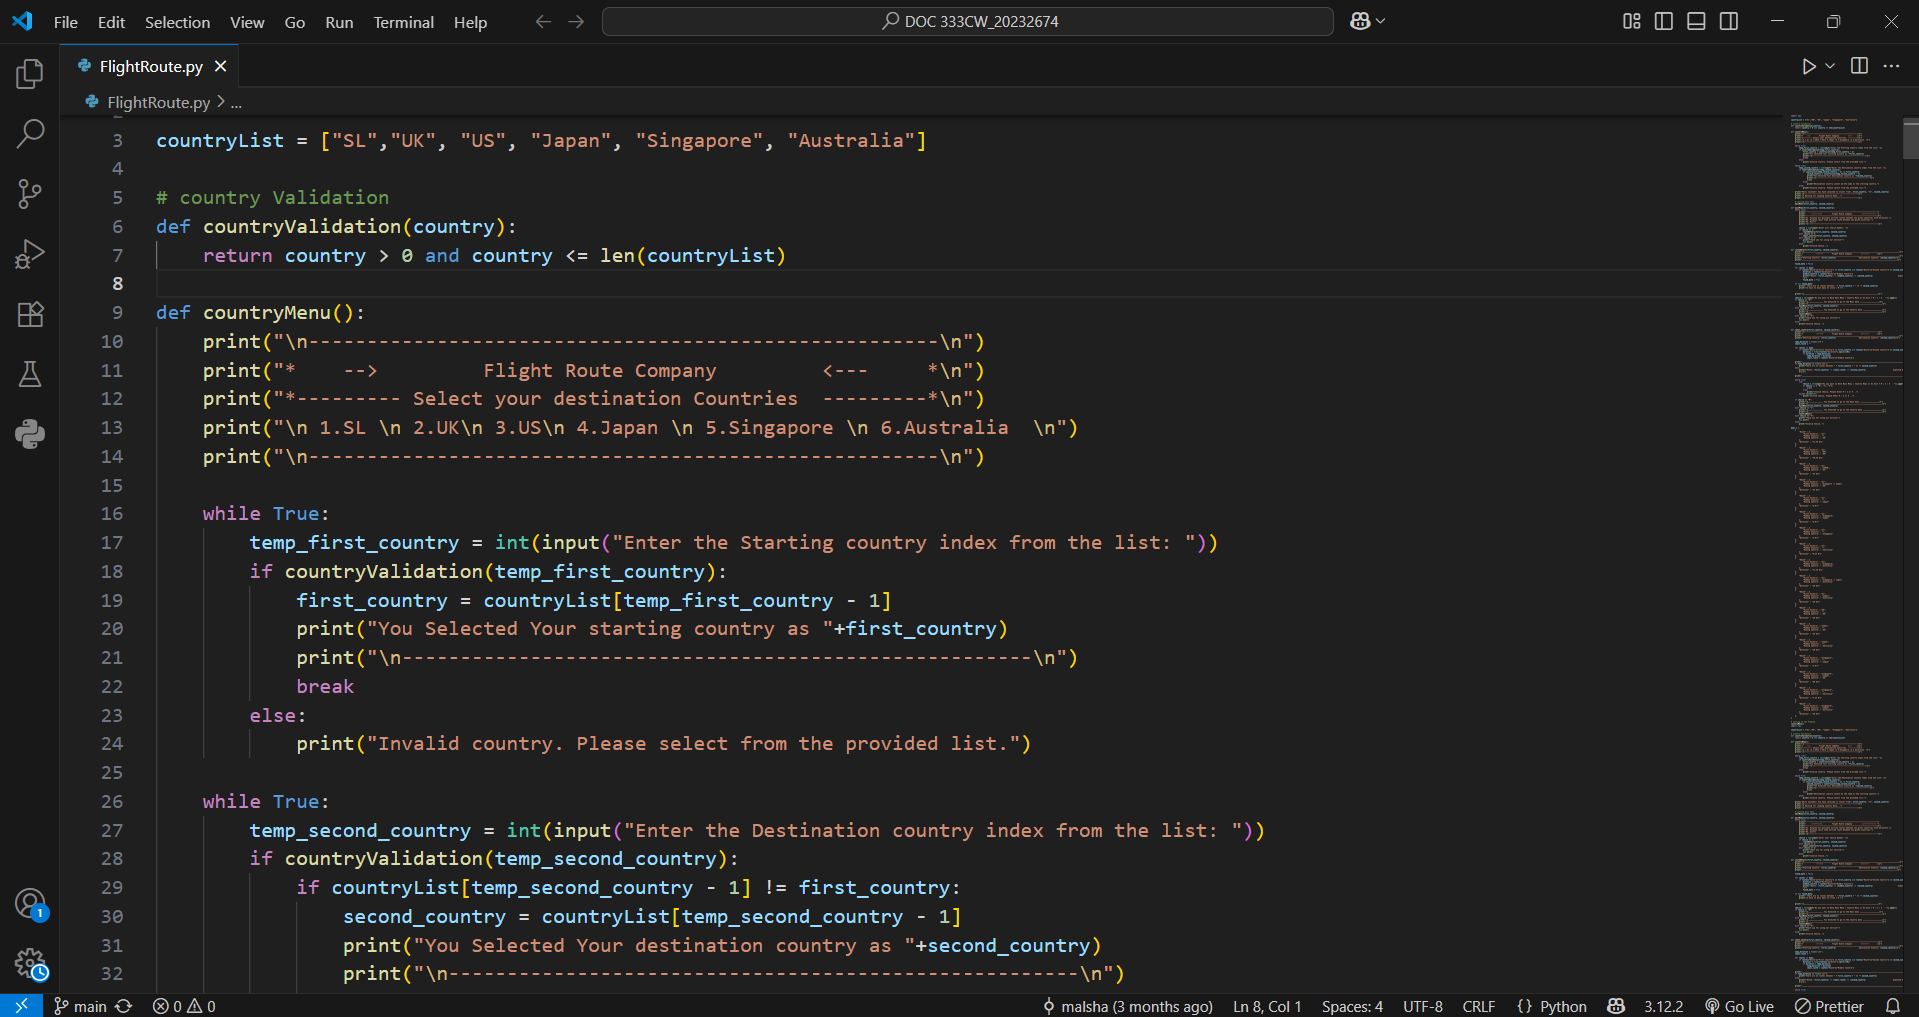 File Edit Selection View Go Run Terminal Help DOC 333CW_20232674
FlightRoute.py
FlightRoute.py > ...
2
3 countryList = ["SL","UK", "US", "Japan", "Singapore", "Australia"]
4
5 # country Validation
6 def countryValidation(country):
7     return country > 0 and country <= len(countryList)
8
9 def countryMenu():
10     print("\n------------------------------------------------------\n")
11     print("*    -->         Flight Route Company         <---     *\n")
12     print("*--------- Select your destination Countries  ---------*\n")
13     print("\n 1.SL \n 2.UK\n 3.US\n 4.Japan \n 5.Singapore \n 6.Australia  \n")
14     print("\n------------------------------------------------------\n")
15
16     while True:
17         temp_first_country = int(input("Enter the Starting country index from the list: "))
18         if countryValidation(temp_first_country):
19             first_country = countryList[temp_first_country - 1]
20             print("You Selected Your starting country as "+first_country)
21             print("\n------------------------------------------------------\n")
22             break
23         else:
24             print("Invalid country. Please select from the provided list.")
25
26     while True:
27         temp_second_country = int(input("Enter the Destination country index from the list: "))
28         if countryValidation(temp_second_country):
29             if countryList[temp_second_country - 1] != first_country:
30                 second_country = countryList[temp_second_country - 1]
31                 print("You Selected Your destination country as "+second_country)
32                 print("\n------------------------------------------------------\n")
1
main 0 0 malsha (3 months ago) Ln 8, Col 1 Spaces: 4 UTF-8 CRLF {} Python 3.12.2 Go Live Prettier